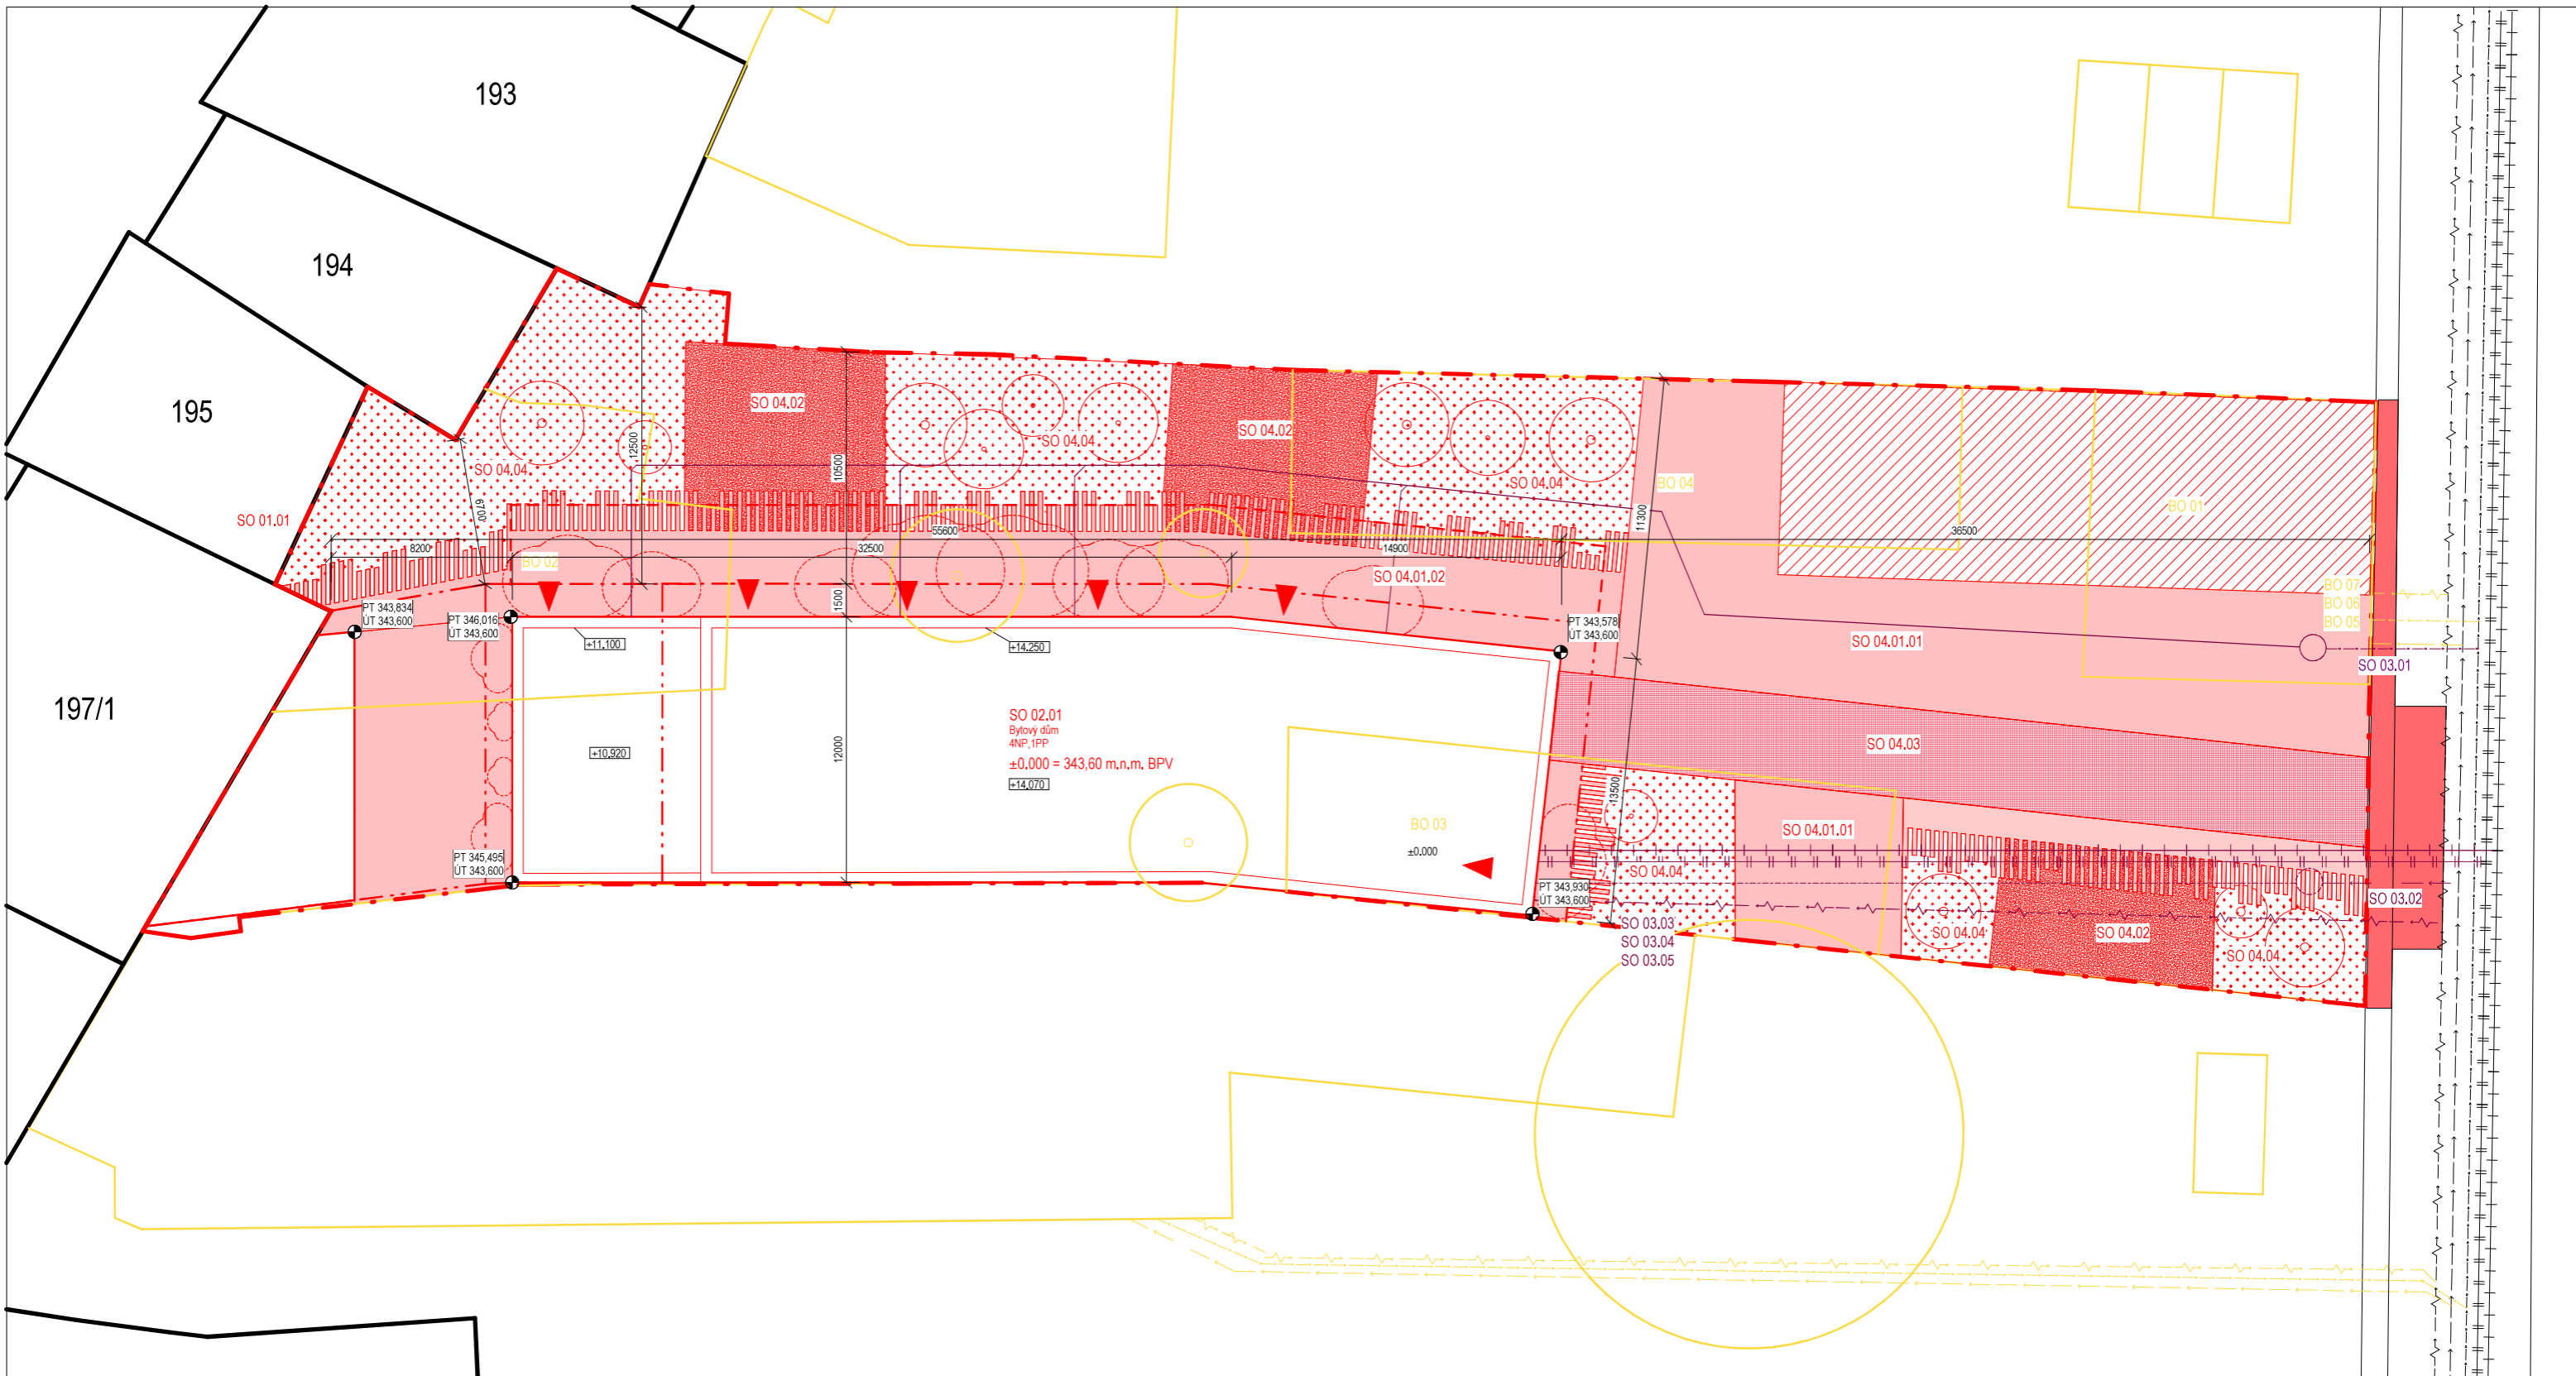 193
194
195
197/1
SO 01.01
SO 04.04
SO 04.02
SO 04.04
SO 04.02
SO 04.04
BO 04
BO 01
12500
10500
6700
8200
55600
32500
14900
11300
36500
BO 02
SO 04.01.02
1500
PT 343,834
ÚT 343,600
PT 346,016
ÚT 343,600
PT 343,578
ÚT 343,600
BO 07
BO 06
BO 05
+11,100
+14,250
SO 04.01.01
SO 03.01
SO 02.01
Bytový dům
4NP,1PP
±0,000 = 343,60 m.n.m. BPV
+14,070
+10,920
12000
SO 04.03
13500
BO 03
±0,000
SO 04.01.01
PT 345,495
ÚT 343,600
PT 343,930
ÚT 343,600
SO 04.04
SO 03.02
SO 03.03
SO 03.04
SO 03.05
SO 04.04
SO 04.02
SO 04.04